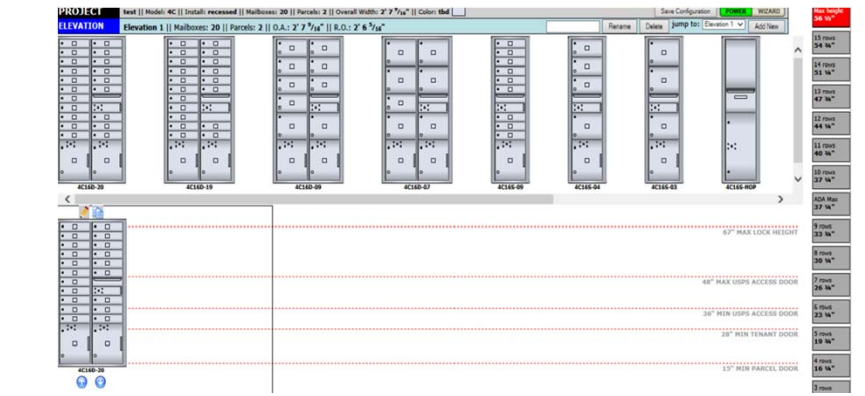 PROJECT
test || Model: 4C || Install: recessed || Mailboxes: 20 || Parcels: 2 || Overall Width: 2' 7 9/16" || Color: tbd
Save Configuration
POWER
WIZARD
ELEVATION
Elevation 1 || Mailboxes: 20 || Parcels: 2 || O.A.: 2' 7 9/16" || R.O.: 2' 6 5/16"
Rename
Delete
jump to:
Elevation 1
Add New
4C16D-20
4C16D-19
4C16D-09
4C16D-07
4C16S-09
4C16S-04
4C16S-03
4C16S-HOP
67" MAX LOCK HEIGHT
48" MAX USPS ACCESS DOOR
36" MIN USPS ACCESS DOOR
28" MIN TENANT DOOR
15" MIN PARCEL DOOR
4C16D-20
Max height
56 ½"
15 rows
54 ¾"
14 rows
51 ¼"
13 rows
47 ¾"
12 rows
44 ¼"
11 rows
40 ¾"
10 rows
37 ¼"
ADA Max
37 ¼"
9 rows
33 ¾"
8 rows
30 ¼"
7 rows
26 ¾"
6 rows
23 ¼"
5 rows
19 ¾"
4 rows
16 ¼"
3 rows